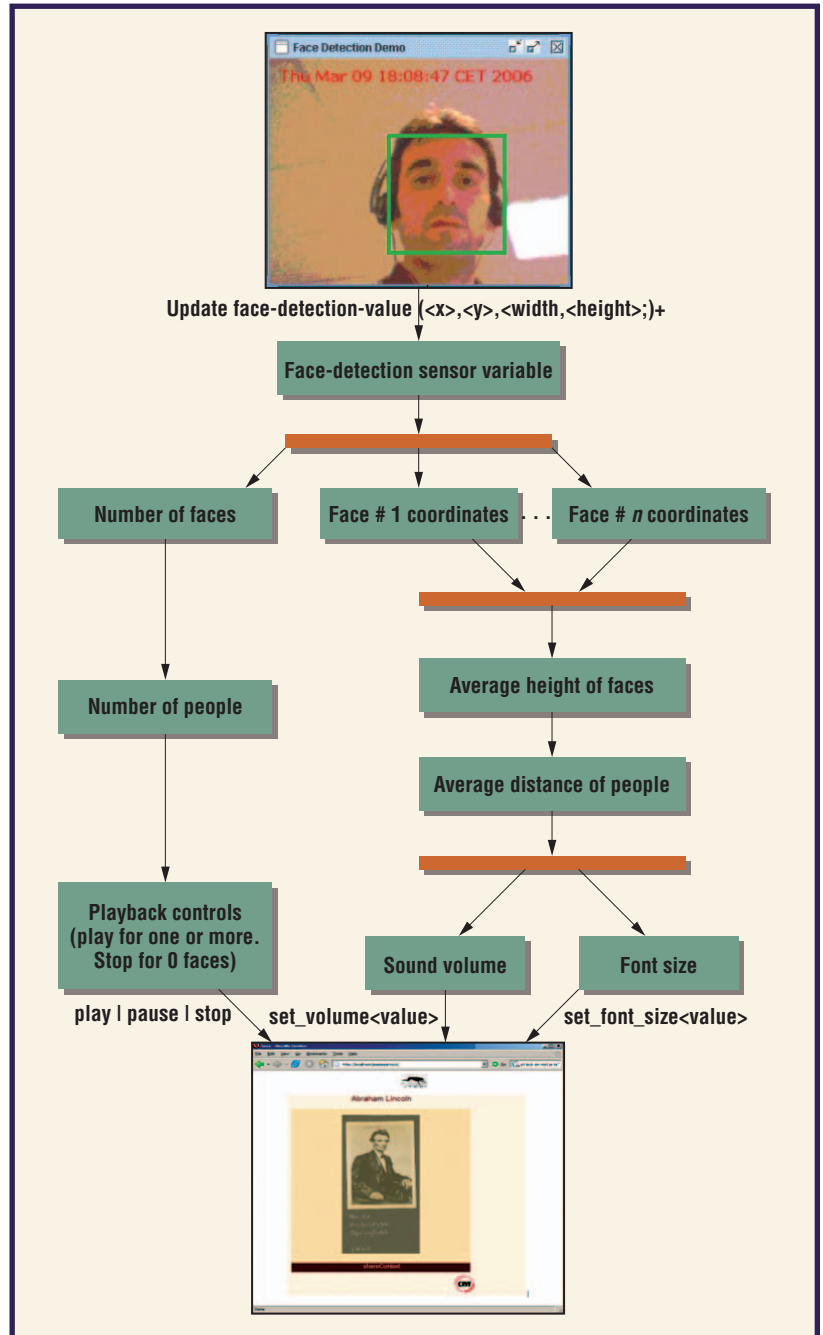 Face Detection Demo
Thu Mar 09 18:08:47 CET 2006
Update face-detection-value (<x>,<y>,<width,<height>;)+
Face-detection sensor variable
Number of faces
Face # 1 coordinates
. . .
Face # n coordinates
Average height of faces
Number of people
Average distance of people
Playback controls
(play for one or more.
Stop for 0 faces)
Sound volume
Font size
play | pause | stop
set_volume<value>
set_font_size<value>
Abraham Lincoln